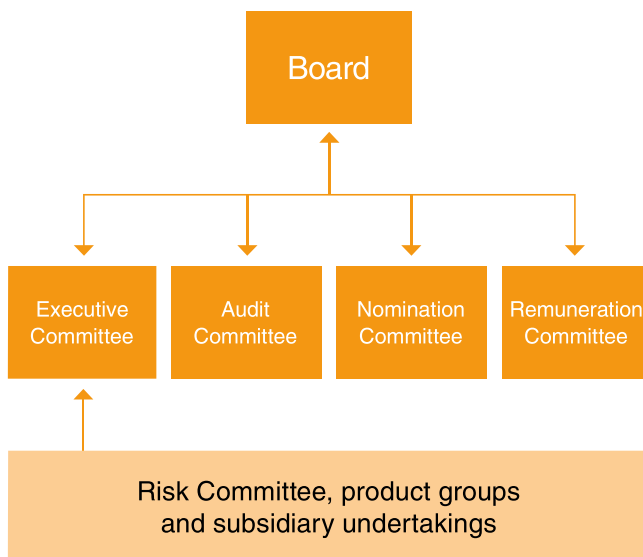 Board
Executive
Committee
Audit
Committee
Nomination
Committee
Remuneration
Committee
Risk Committee, product groups
and subsidiary undertakings